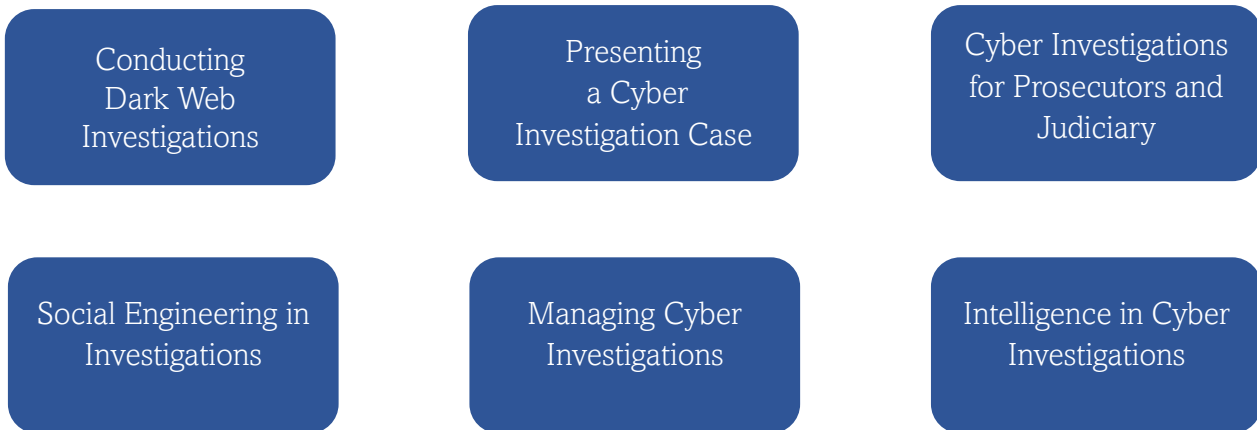 Conducting
Dark Web
Investigations
Presenting
a Cyber
Investigation Case
Cyber Investigations
for Prosecutors and
Judiciary
Social Engineering in
Investigations
Managing Cyber
Investigations
Intelligence in Cyber
Investigations